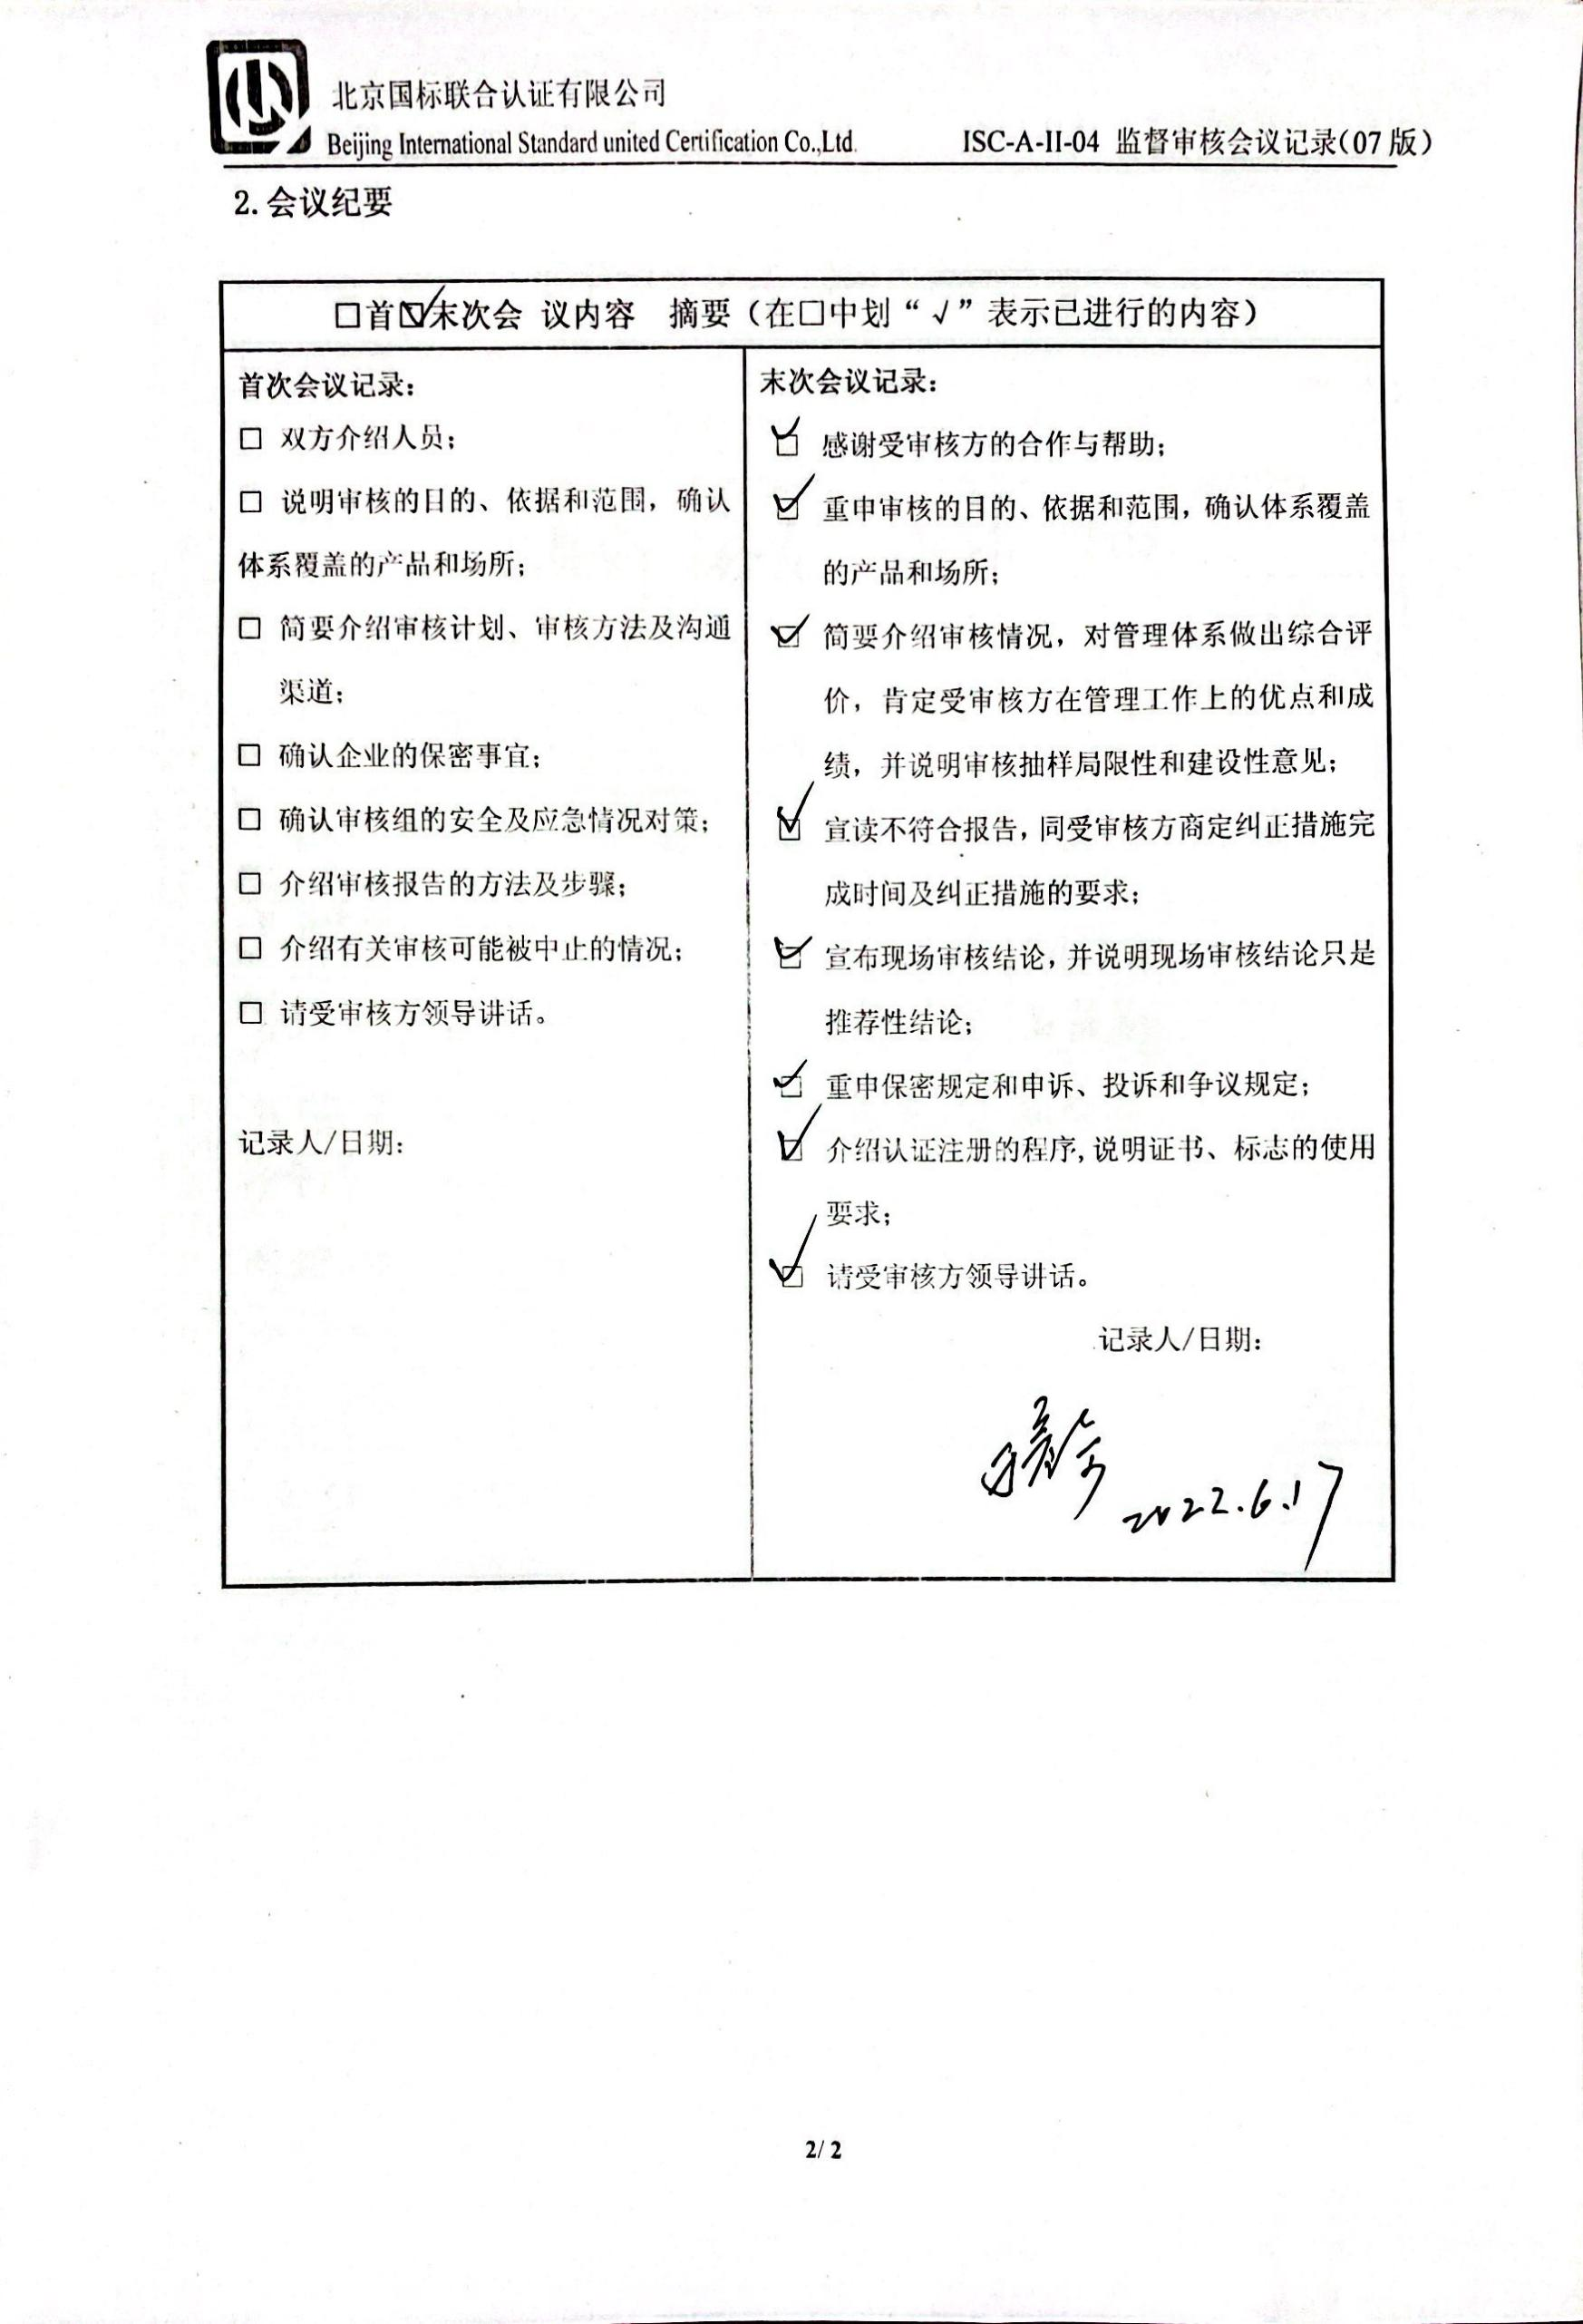 北京国标联合认证有限公司
Beijing International Standard united Certification Co.,Ltd. ISC-A-II-04 监督审核会议记录(07版)
2.会议纪要
□首☑末次会 议内容 摘要(在□中划“√”表示已进行的内容)
首次会议记录:
□ 双方介绍人员;
□ 说明审核的目的、依据和范围,确认
体系覆盖的产品和场所;
□ 简要介绍审核计划、审核方法及沟通
渠道;
□ 确认企业的保密事宜;
□ 确认审核组的安全及应急情况对策;
□ 介绍审核报告的方法及步骤;
□ 介绍有关审核可能被中止的情况;
□ 请受审核方领导讲话。
记录人/日期:
末次会议记录:
☑ 感谢受审核方的合作与帮助;
☑ 重申审核的目的、依据和范围,确认体系覆盖
的产品和场所;
☑ 简要介绍审核情况,对管理体系做出综合评
价,肯定受审核方在管理工作上的优点和成
绩,并说明审核抽样局限性和建设性意见;
☑ 宣读不符合报告,同受审核方商定纠正措施完
成时间及纠正措施的要求;
☑ 宣布现场审核结论,并说明现场审核结论只是
推荐性结论;
☑ 重申保密规定和申诉、投诉和争议规定;
☑ 介绍认证注册的程序,说明证书、标志的使用
要求;
☑ 请受审核方领导讲话。
记录人/日期:
2022.6.17
2/2